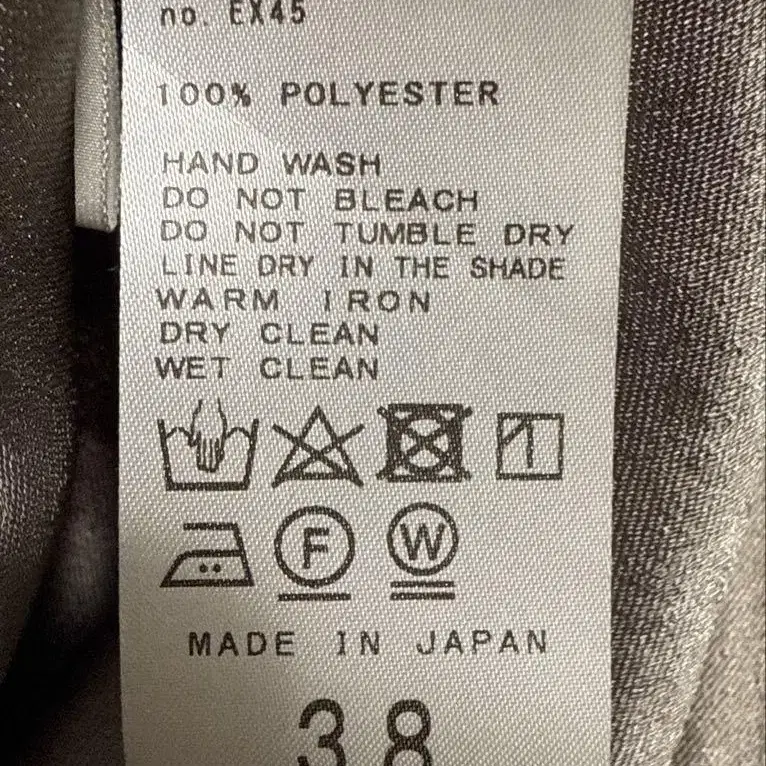 no. EX45
100% POLYESTER
HAND WASH
DO NOT BLEACH
DO NOT TUMBLE DRY
LINE DRY IN THE SHADE
WARM IRON
DRY CLEAN
WET CLEAN
F W
MADE IN JAPAN
38